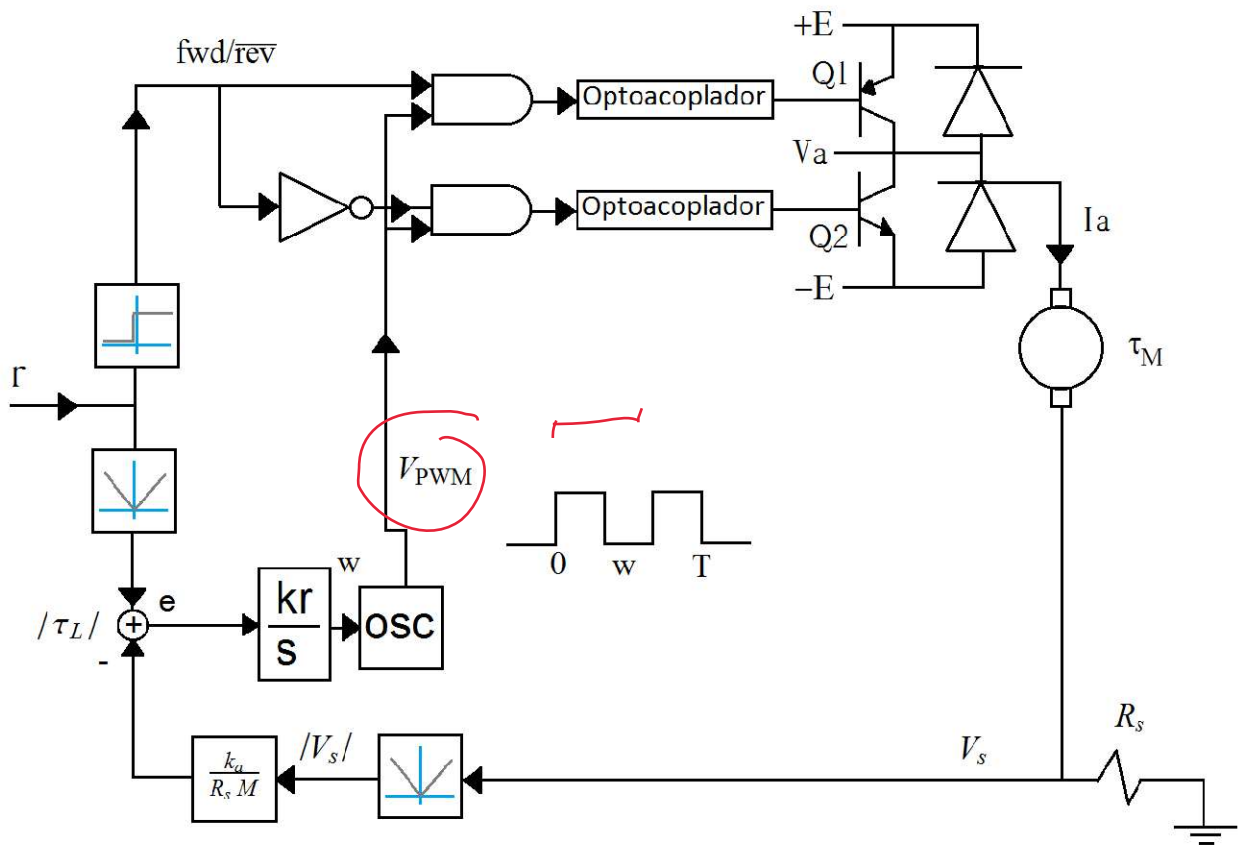 +E
fwd/rev
Q1
Optoacoplador
Va
Optoacoplador
Q2
Ia
−E
τM
r
VPWM
0 w T
w
e
/τL/
+
-
kr
s
osc
Rs
Vs
/Vs/
ka
Rs M